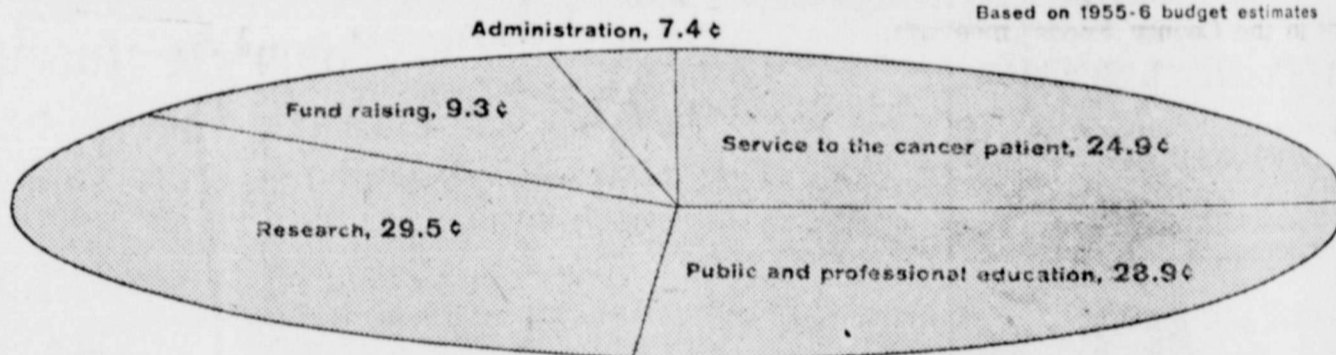 Based on 1955-6 budget estimates
Administration, 7.4 ¢
Fund raising, 9.3 ¢
Service to the cancer patient, 24.9¢
Research, 29.5 ¢
Public and professional education, 28.9¢